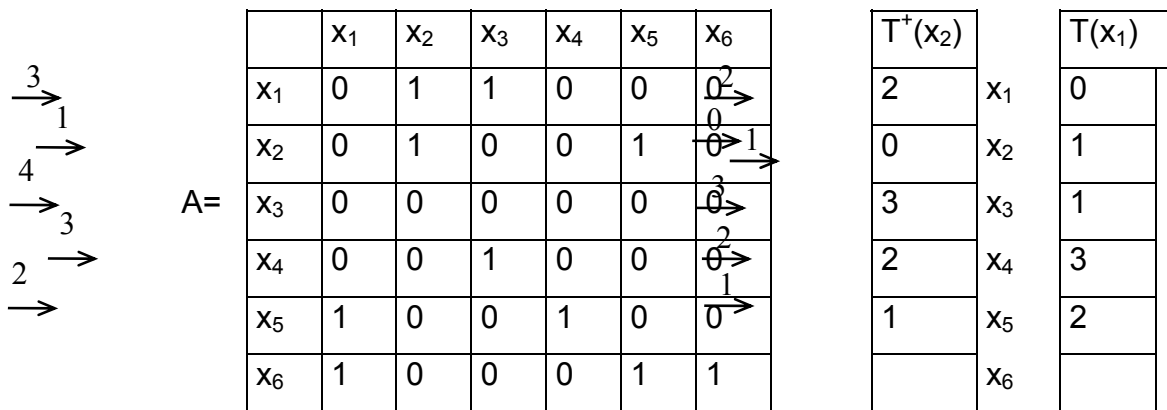 x₁ x₂ x₃ x₄ x₅ x₆ T⁺(x₂) T(x₁)
3 x₁ 0 1 1 0 0 0 2 2 x₁ 0
1 x₂ 0 1 0 0 1 0 0 1 0 x₂ 1
4 A= x₃ 0 0 0 0 0 0 3 3 x₃ 1
3 x₄ 0 0 1 0 0 0 2 2 x₄ 3
2 x₅ 1 0 0 1 0 0 1 1 x₅ 2
x₆ 1 0 0 0 1 1 x₆